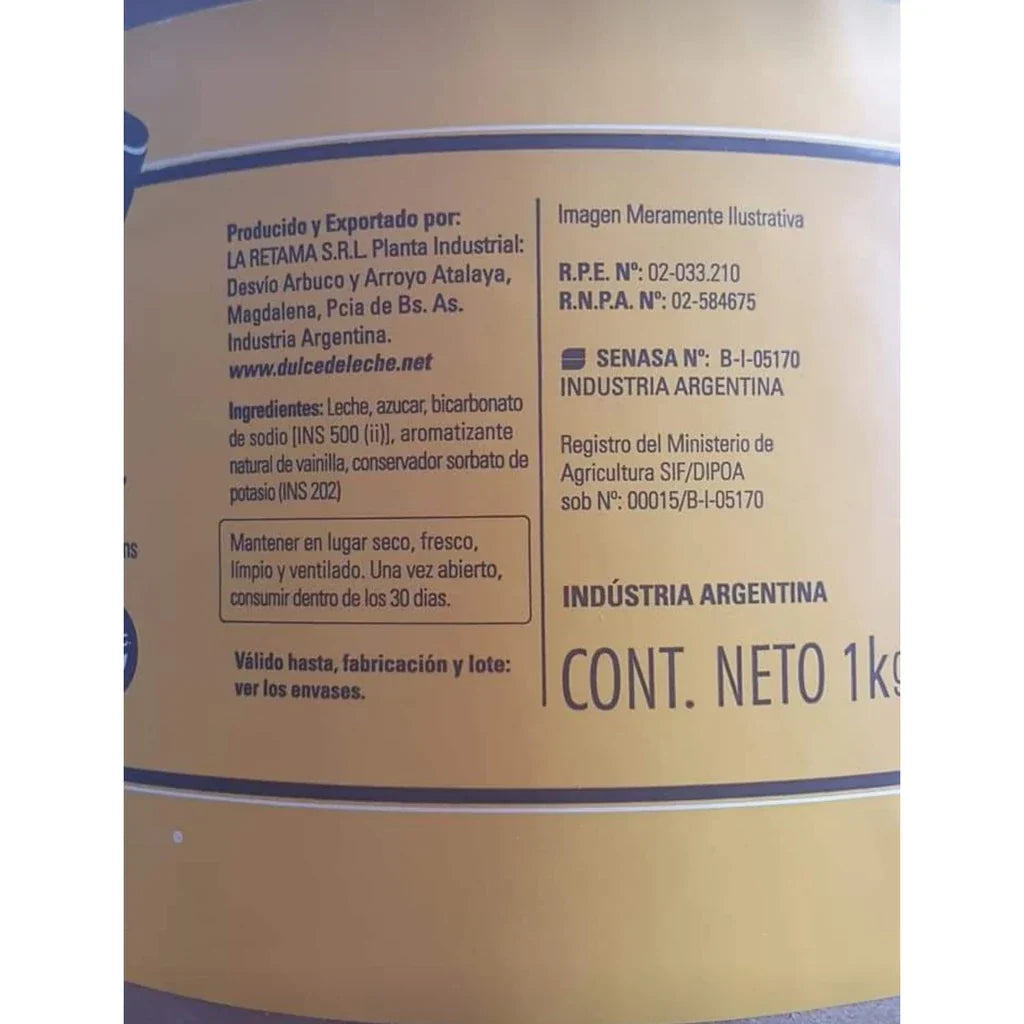 Producido y Exportado por:
LA RETAMA S.R.L. Planta Industrial:
Desvío Arbuco y Arroyo Atalaya,
Magdalena, Pcia de Bs. As.
Industria Argentina.
www.dulcedeleche.net
Ingredientes: Leche, azucar, bicarbonato
de sodio [INS 500 (ii)], aromatizante
natural de vainilla, conservador sorbato de
potasio (INS 202)
Mantener en lugar seco, fresco,
límpio y ventilado. Una vez abierto,
consumir dentro de los 30 dias.
Válido hasta, fabricación y lote:
ver los envases.
Imagen Meramente Ilustrativa
R.P.E. Nº: 02-033.210
R.N.P.A. Nº: 02-584675
SENASA Nº: B-I-05170
INDUSTRIA ARGENTINA
Registro del Ministerio de
Agricultura SIF/DIPOA
sob Nº: 00015/B-I-05170
INDÚSTRIA ARGENTINA
CONT. NETO 1kg